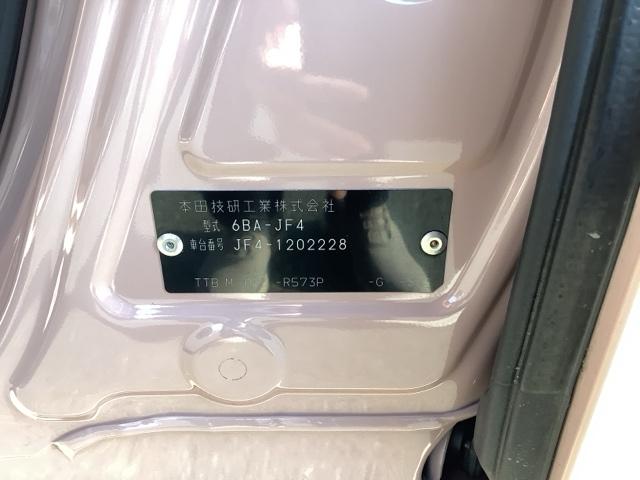 本田技研工業株式会社
型式 6BA-JF4
車台番号 JF4-1202228
TTB M -R573P -G